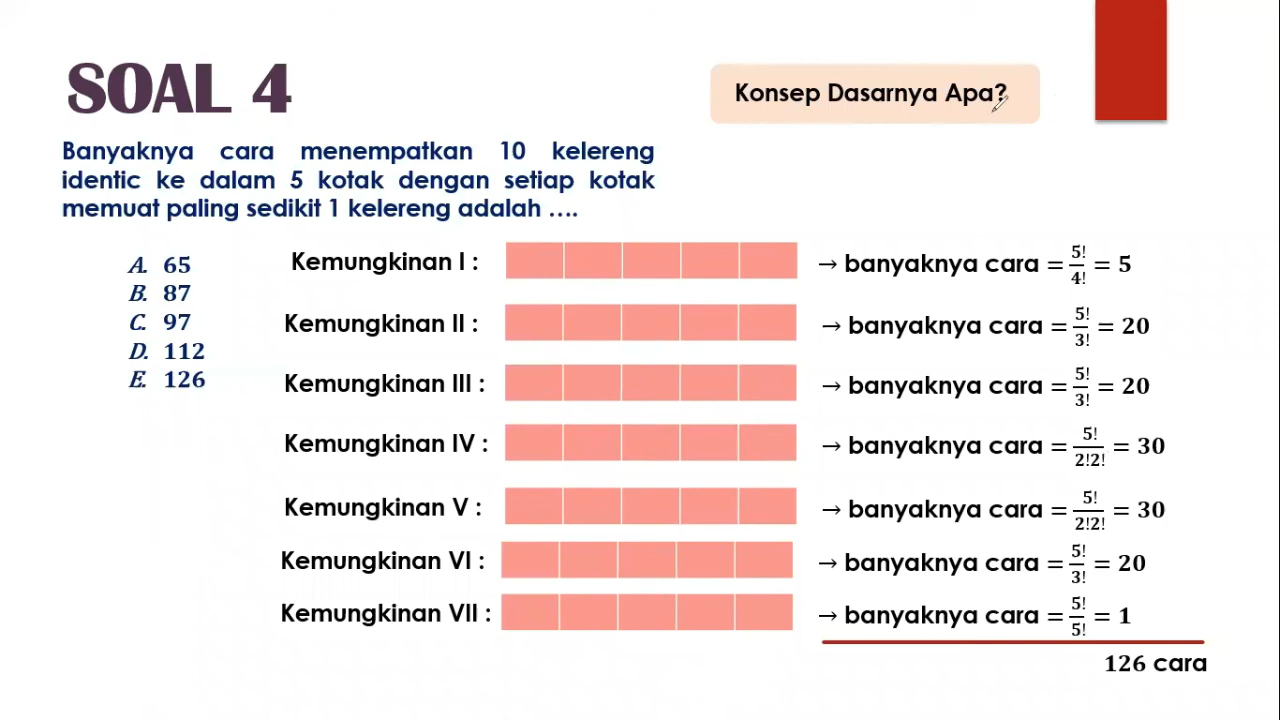 SOAL 4
Konsep Dasarnya Apa?
Banyaknya cara menempatkan 10 kelereng
identic ke dalam 5 kotak dengan setiap kotak
memuat paling sedikit 1 kelereng adalah ....
A. 65
B. 87
C. 97
D. 112
E. 126
Kemungkinan I : → banyaknya cara = 5!/4! = 5
Kemungkinan II : → banyaknya cara = 5!/3! = 20
Kemungkinan III : → banyaknya cara = 5!/3! = 20
Kemungkinan IV : → banyaknya cara = 5!/2!2! = 30
Kemungkinan V : → banyaknya cara = 5!/2!2! = 30
Kemungkinan VI : → banyaknya cara = 5!/3! = 20
Kemungkinan VII : → banyaknya cara = 5!/5! = 1
126 cara